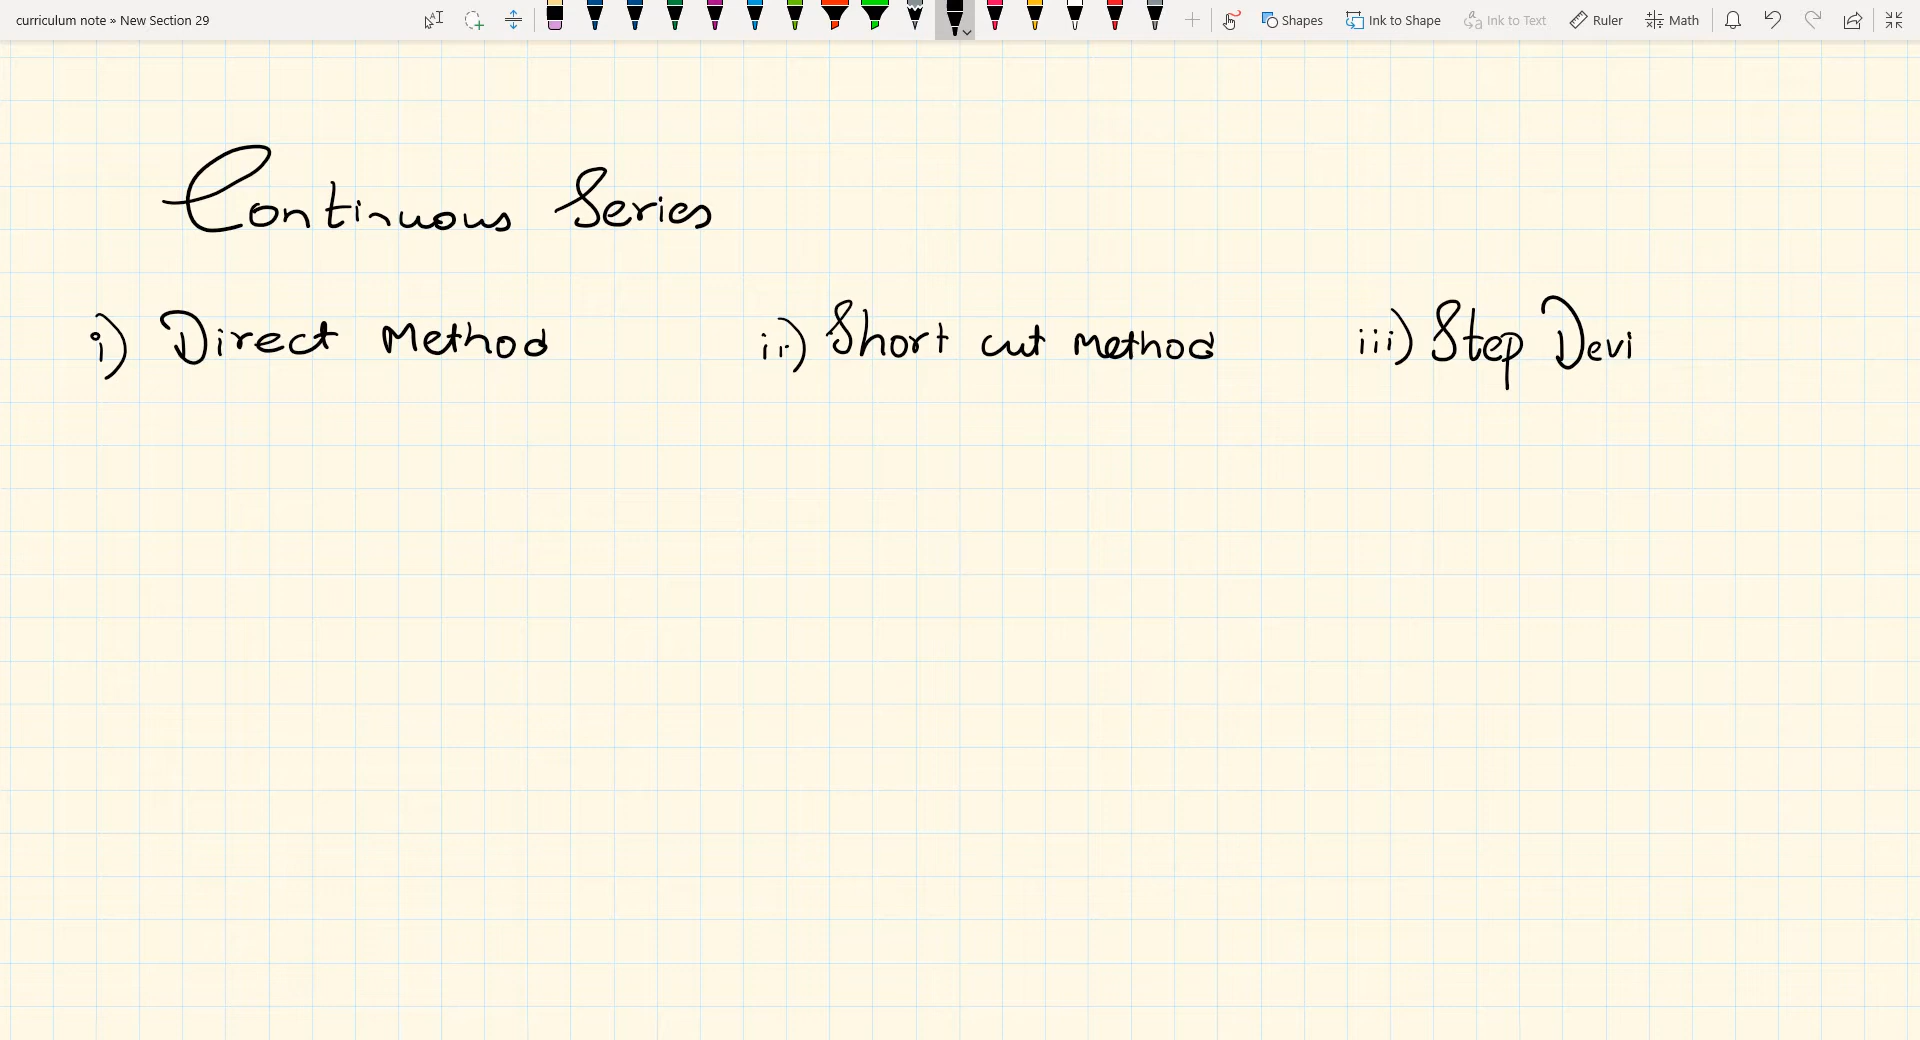 curriculum note » New Section 29 Shapes Ink to Shape Ink to Text Ruler Math
Continuous Series
i) Direct Method ii) Short cut method iii) Step Devi